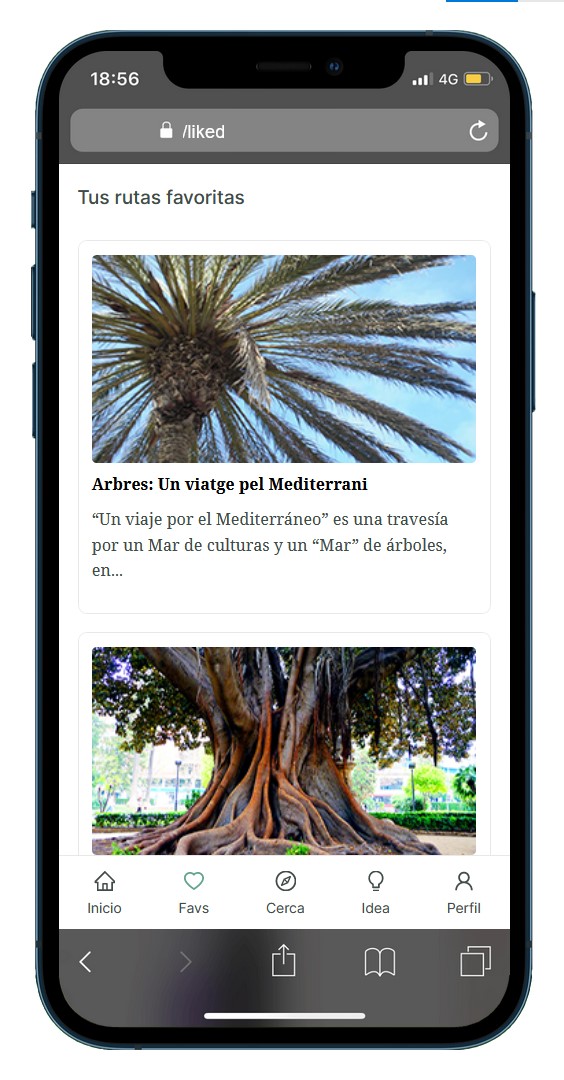 18:56
4G
/liked
Tus rutas favoritas
Arbres: Un viatge pel Mediterrani
“Un viaje por el Mediterráneo” es una travesía
por un Mar de culturas y un “Mar” de árboles,
en...
Inicio
Favs
Cerca
Idea
Perfil